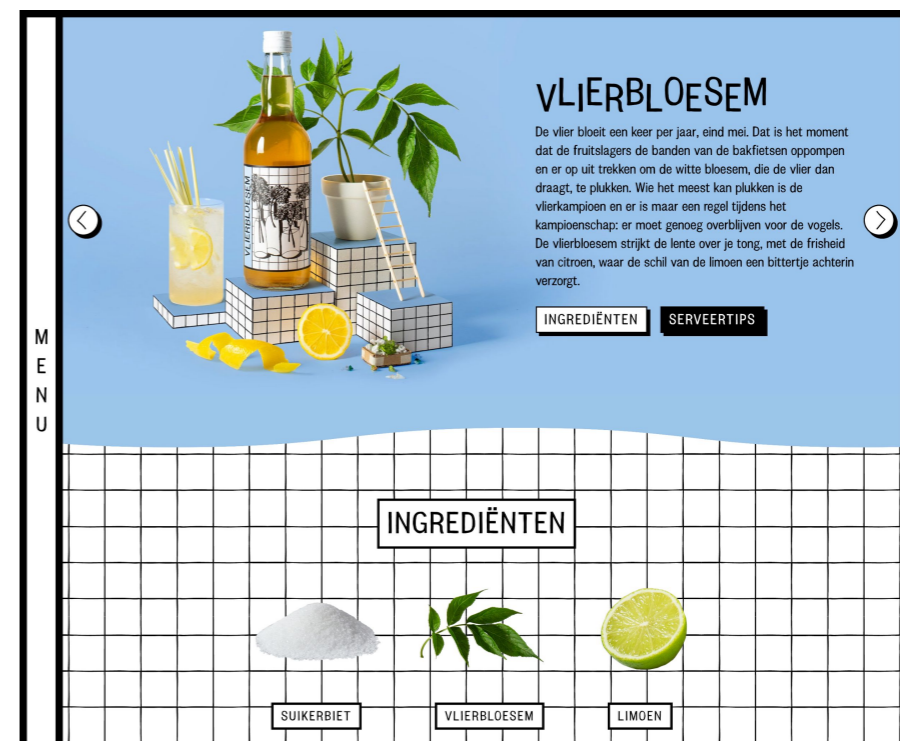 MENU
VLIERBLOESEM
De vlier bloeit een keer per jaar, eind mei. Dat is het moment
dat de fruitslagers de banden van de bakfietsen oppompen
en er op uit trekken om de witte bloesem, die de vlier dan
draagt, te plukken. Wie het meest kan plukken is de
vlierkampioen en er is maar een regel tijdens het
kampioenschap: er moet genoeg overblijven voor de vogels.
De vlierbloesem strijkt de lente over je tong, met de frisheid
van citroen, waar de schil van de limoen een bittertje achterin
verzorgt.
INGREDIËNTEN SERVEERTIPS
VLIERBLOESEM
INGREDIËNTEN
SUIKERBIET VLIERBLOESEM LIMOEN